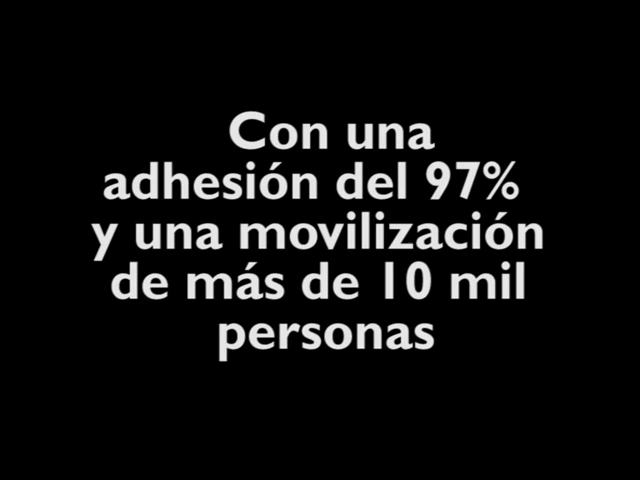 Con una
adhesión del 97%
y una movilización
de más de 10 mil
personas